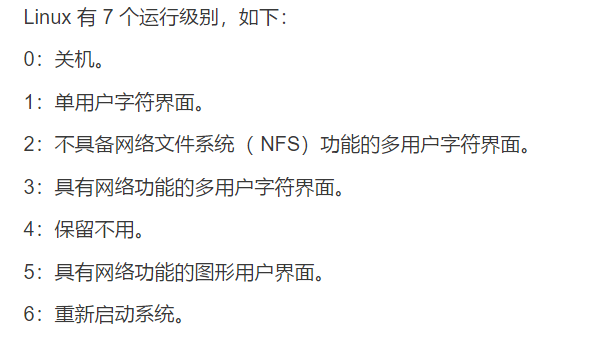 Linux 有 7 个运行级别，如下：
0：关机。
1：单用户字符界面。
2：不具备网络文件系统（ NFS）功能的多用户字符界面。
3：具有网络功能的多用户字符界面。
4：保留不用。
5：具有网络功能的图形用户界面。
6：重新启动系统。